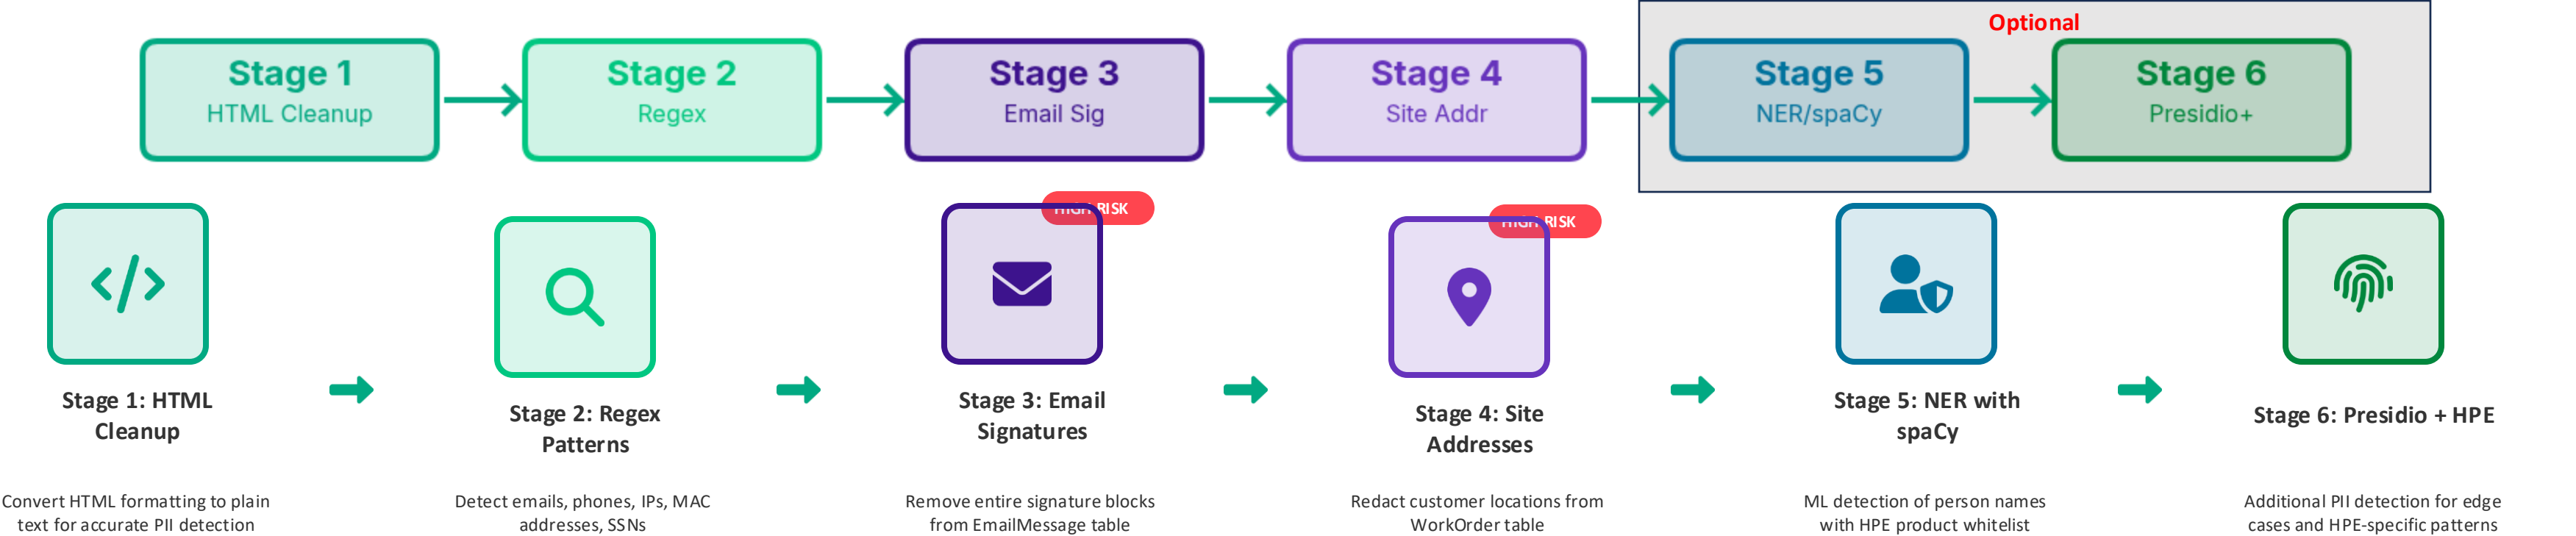 Optional
Stage 1
HTML Cleanup
Stage 2
Regex
Stage 3
Email Sig
Stage 4
Site Addr
Stage 5
NER/spaCy
Stage 6
Presidio+
HIGH RISK
HIGH RISK
Stage 1: HTML
Cleanup
Convert HTML formatting to plain
text for accurate PII detection
Stage 2: Regex
Patterns
Detect emails, phones, IPs, MAC
addresses, SSNs
Stage 3: Email
Signatures
Remove entire signature blocks
from EmailMessage table
Stage 4: Site
Addresses
Redact customer locations from
WorkOrder table
Stage 5: NER with
spaCy
ML detection of person names
with HPE product whitelist
Stage 6: Presidio + HPE
Additional PII detection for edge
cases and HPE-specific patterns